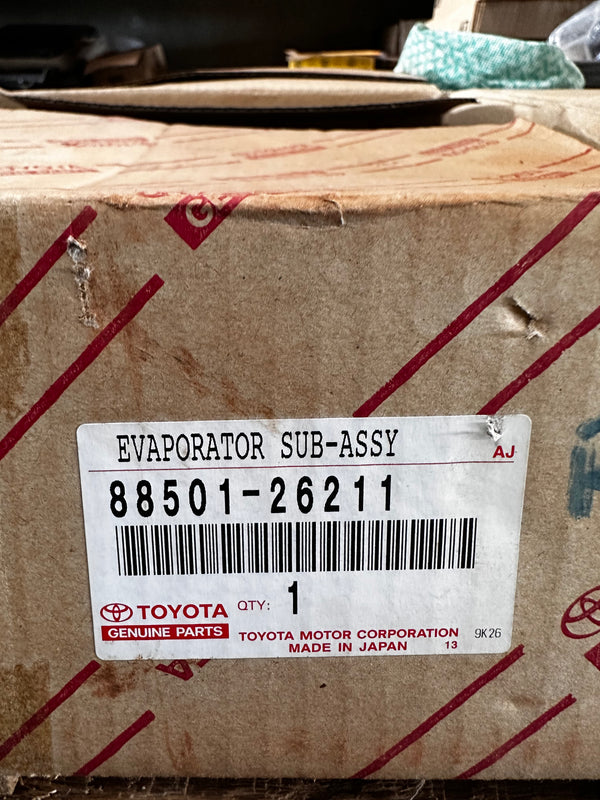 EVAPORATOR SUB-ASSY
AJ
88501-26211
TOYOTA
QTY: 1
GENUINE PARTS
TOYOTA MOTOR CORPORATION
MADE IN JAPAN
13
9K26